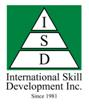 I
S
D
International Skill
Development Inc.
Since 1981